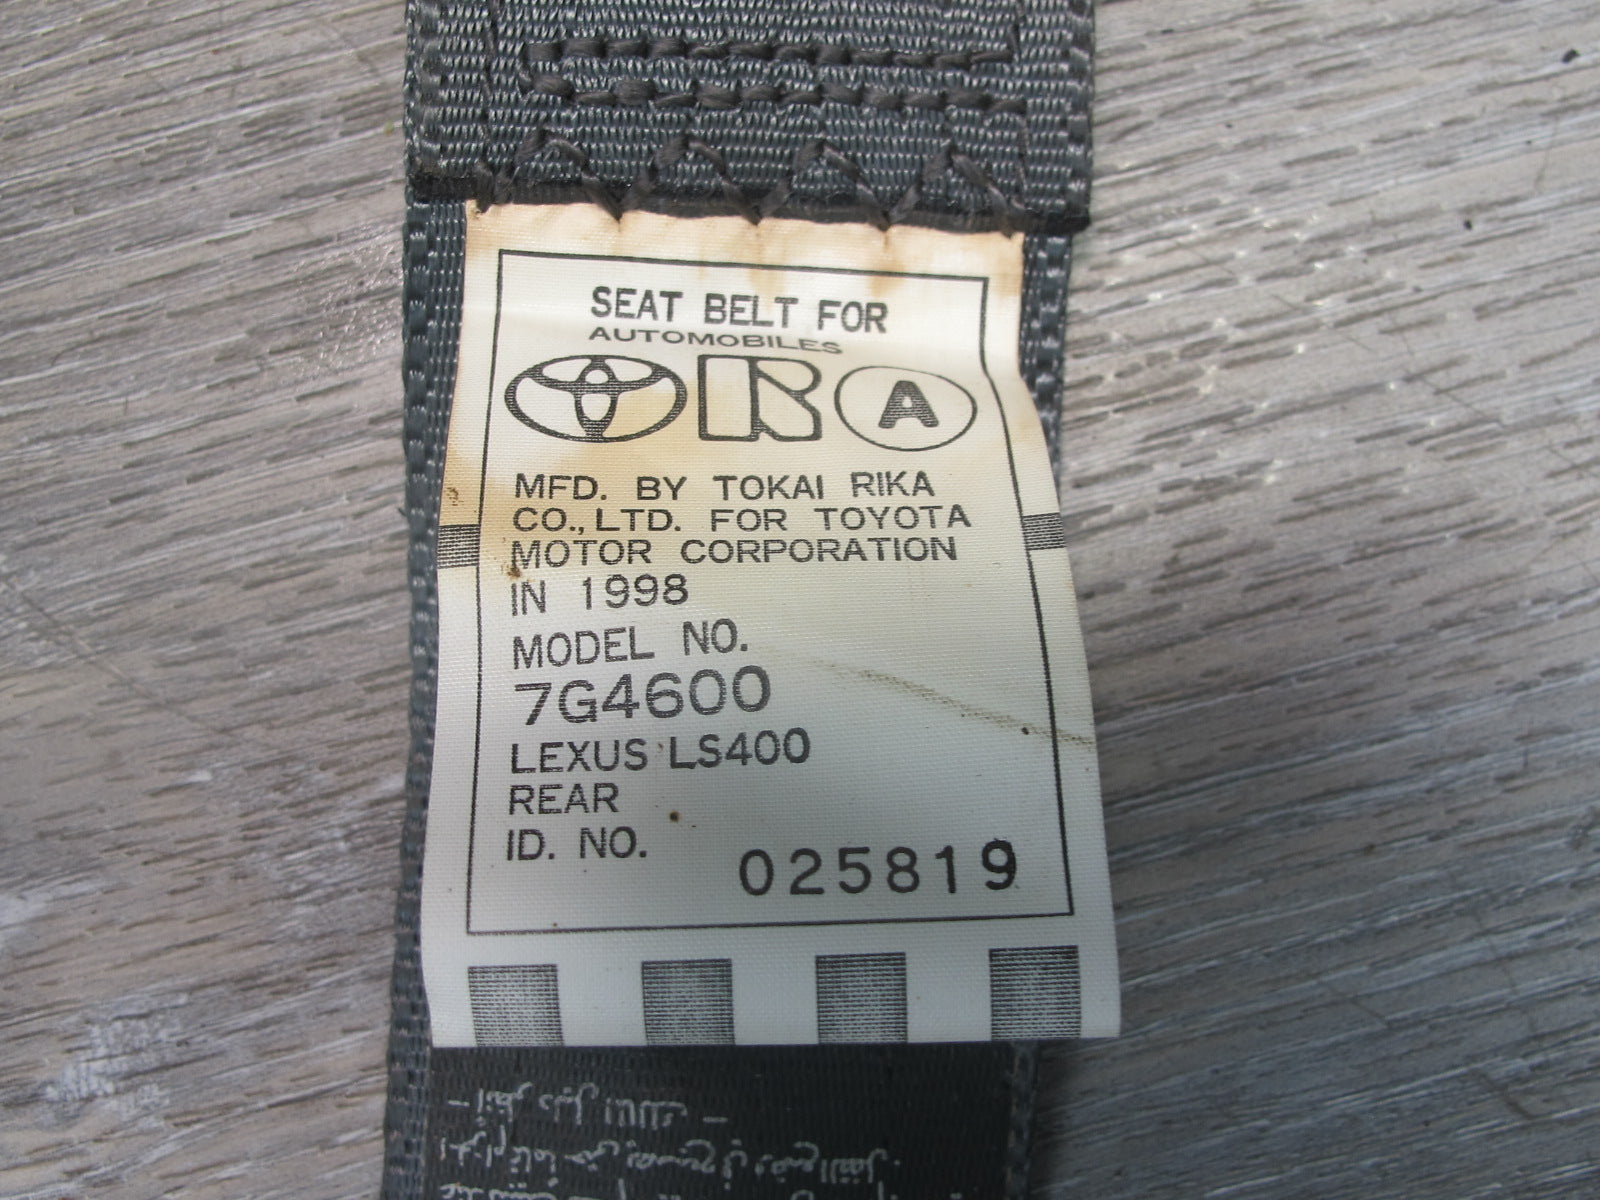 SEAT BELT FOR
AUTOMOBILES
A
MFD. BY TOKAI RIKA
CO., LTD. FOR TOYOTA
MOTOR CORPORATION
IN 1998
MODEL NO.
7G4600
LEXUS LS400
REAR
ID. NO.
025819